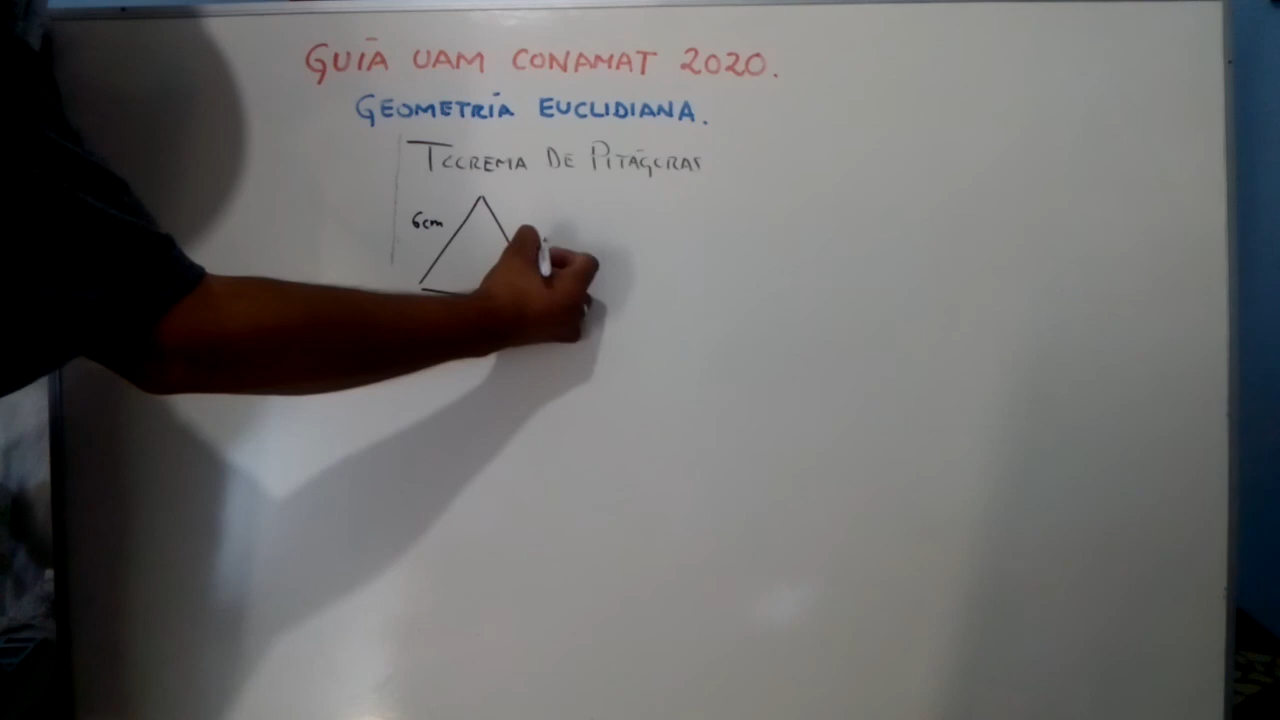 GUÍA UAM CONAMAT 2020.
GEOMETRÍA EUCLIDIANA.
TEOREMA DE PITÁGORAS
6cm